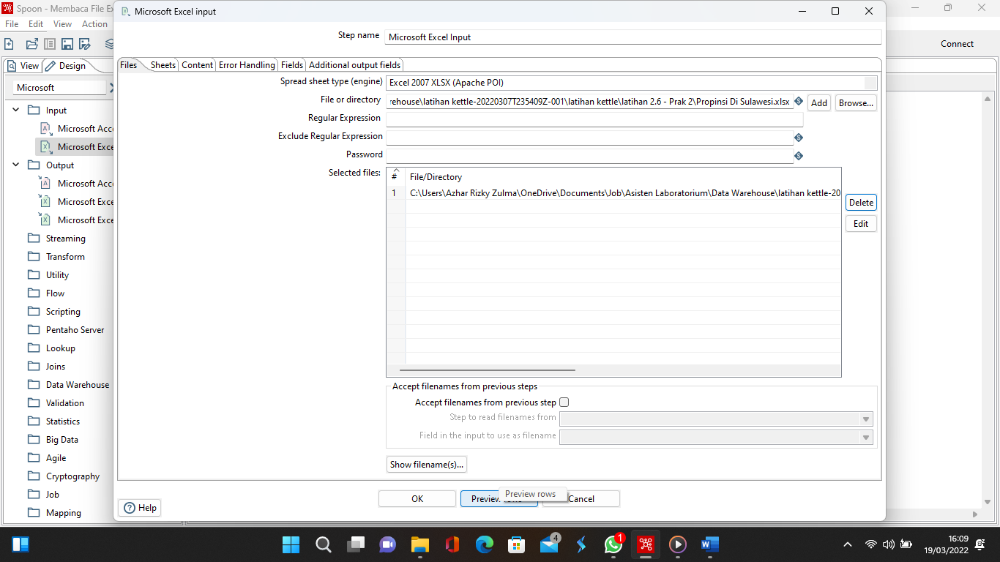 Spoon - Membaca File Ex
Microsoft Excel input
File Edit View Action
Connect
Step name Microsoft Excel Input
View Design
Files Sheets Content Error Handling Fields Additional output fields
Microsoft
Spread sheet type (engine) Excel 2007 XLSX (Apache POI)
File or directory rehouse\latihan kettle-20220307T235409Z-001\latihan kettle\latihan 2.6 - Prak 2\Propinsi Di Sulawesi.xlsx Add Browse...
Regular Expression
Exclude Regular Expression
Password
Selected files:
# File/Directory
1 C:\Users\Azhar Rizky Zulma\OneDrive\Documents\Job\Asisten Laboratorium\Data Warehouse\latihan kettle-20
Delete
Edit
Input
Microsoft Acc
Microsoft Exce
Output
Microsoft Acc
Microsoft Exce
Microsoft Exce
Streaming
Transform
Utility
Flow
Scripting
Pentaho Server
Lookup
Joins
Data Warehouse
Validation
Statistics
Big Data
Agile
Cryptography
Job
Mapping
Accept filenames from previous steps
Accept filenames from previous step
Step to read filenames from
Field in the input to use as filename
Show filename(s)...
OK Preview rows Cancel
Preview rows
Help
4
1
16:09
19/03/2022